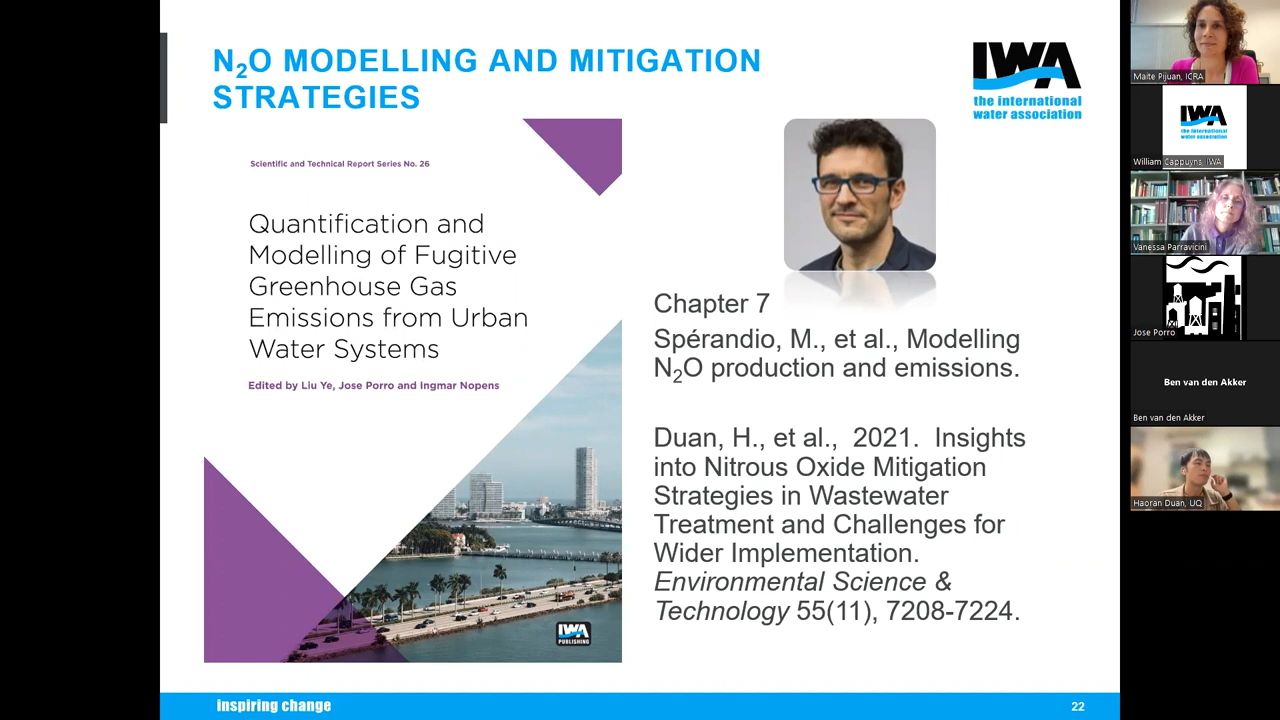 N2O MODELLING AND MITIGATION
STRATEGIES
IWA
the international
water association
Scientific and Technical Report Series No. 26
Quantification and
Modelling of Fugitive
Greenhouse Gas
Emissions from Urban
Water Systems
Edited by Liu Ye, Jose Porro and Ingmar Nopens
IWA
PUBLISHING
Chapter 7
Spérandio, M., et al., Modelling
N2O production and emissions.
Duan, H., et al., 2021. Insights
into Nitrous Oxide Mitigation
Strategies in Wastewater
Treatment and Challenges for
Wider Implementation.
Environmental Science &
Technology 55(11), 7208-7224.
inspiring change
22
Maite Pijuan, ICRA
IWA
the international
water association
William Cappuyns, IWA
Vanessa Parravicini
Jose Porro
Ben van den Akker
Ben van den Akker
Haoran Duan, UQ